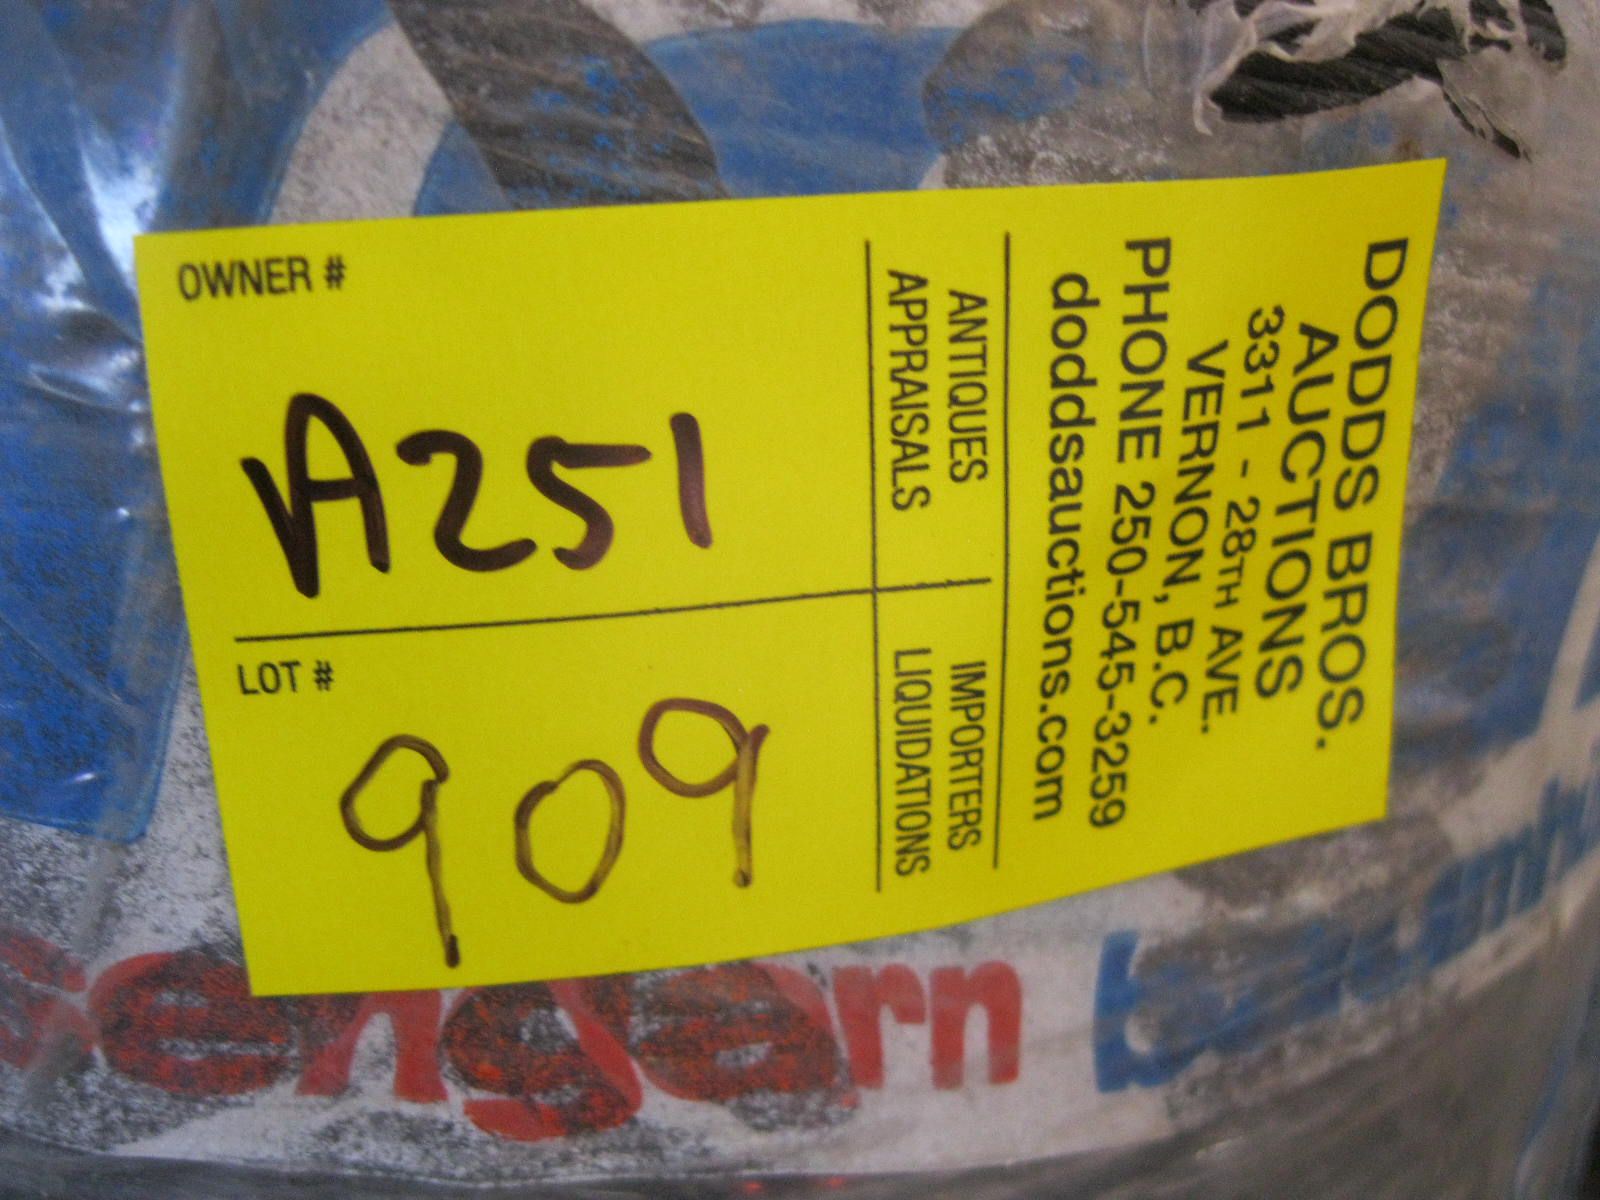 DODDS BROS.
AUCTIONS
3311 - 28TH AVE.
VERNON, B.C.
PHONE 250-545-3259
doddsauctions.com
ANTIQUES
APPRAISALS
IMPORTERS
LIQUIDATIONS
OWNER #
A251
LOT #
909